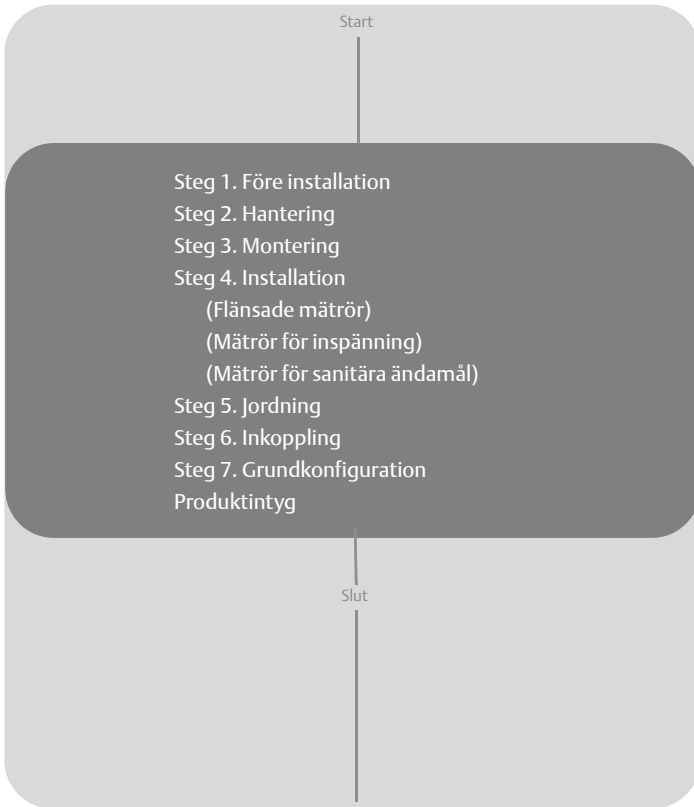 Start
Steg 1. Före installation
Steg 2. Hantering
Steg 3. Montering
Steg 4. Installation
(Flänsade mätrör)
(Mätrör för inspänning)
(Mätrör för sanitära ändamål)
Steg 5. Jordning
Steg 6. Inkoppling
Steg 7. Grundkonfiguration
Produktintyg
Slut